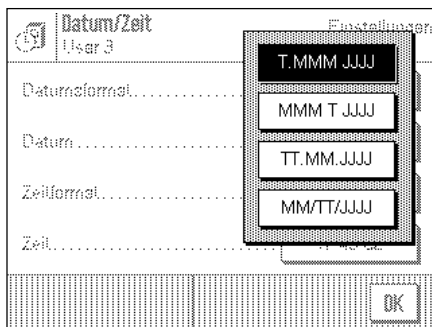 Datum/Zeit
User 3
Einstellungen
Datumsformat
Datum
Zeitformat
Zeit
T.MMM JJJJ
MMM T JJJJ
TT.MM.JJJJ
MM/TT/JJJJ
OK